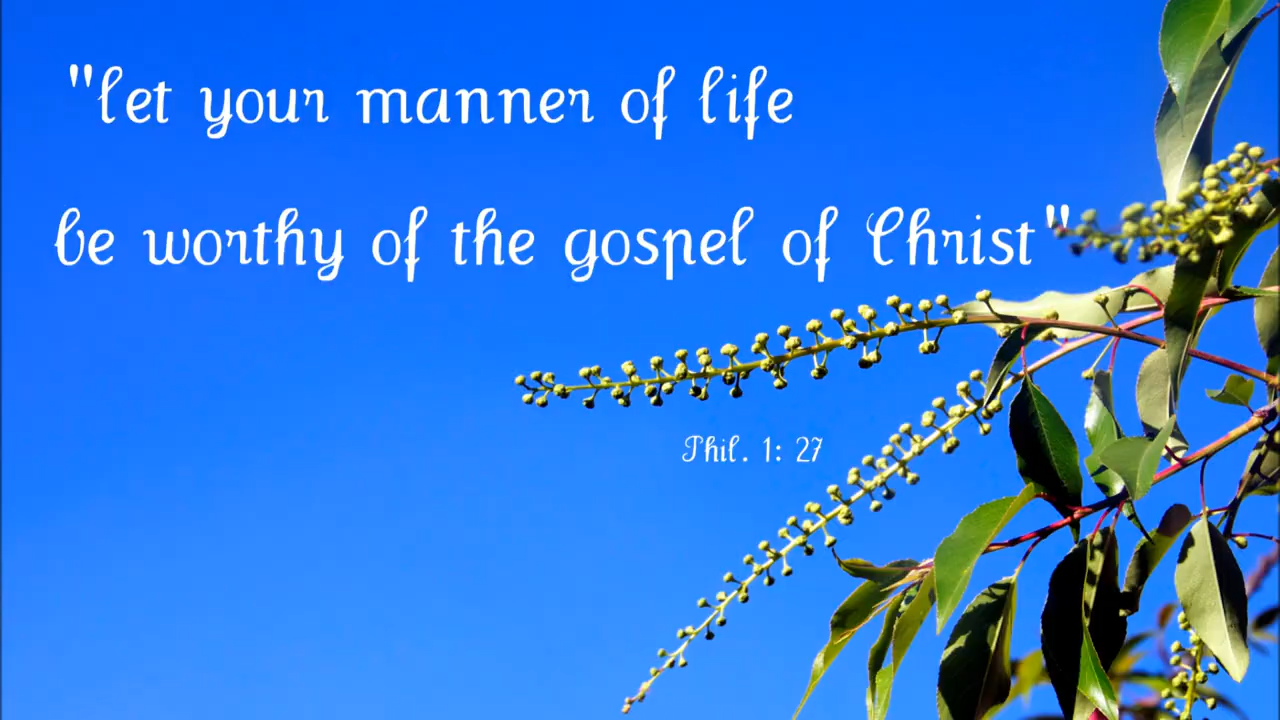 "let your manner of life
be worthy of the gospel of Christ"
Phil. 1: 27